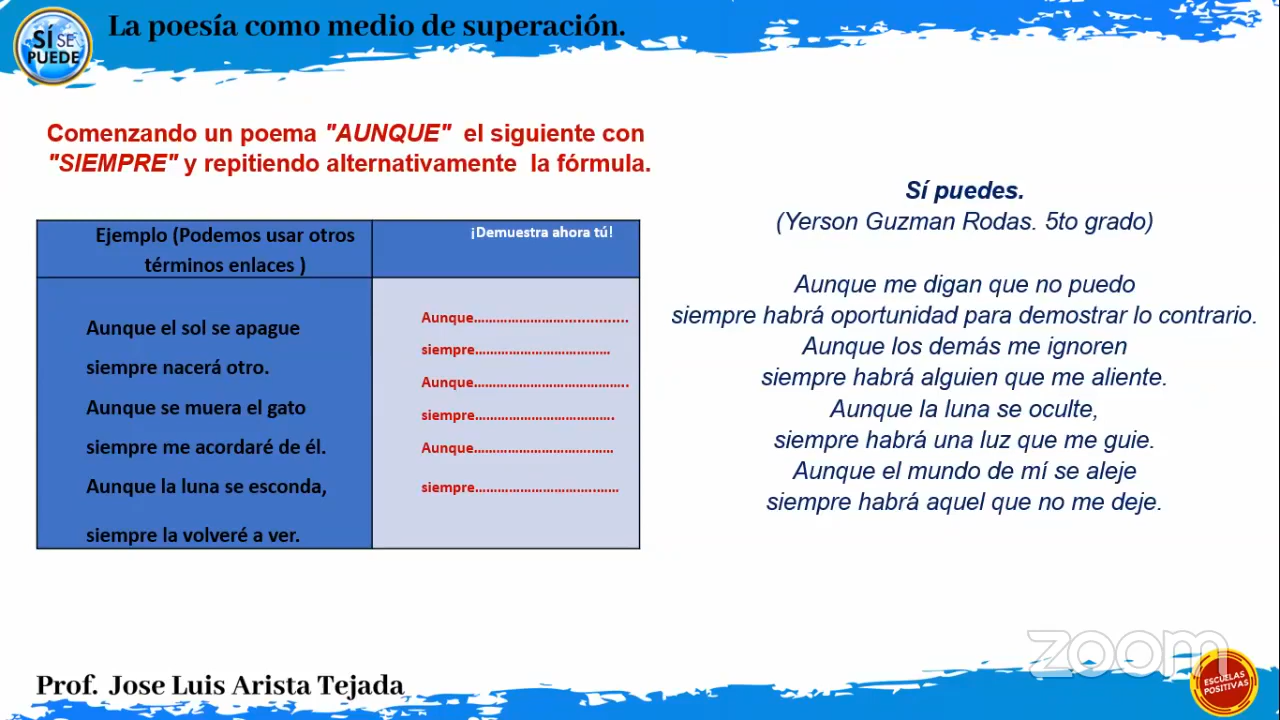 SÍ SE
PUEDE
La poesía como medio de superación.
Comenzando un poema "AUNQUE" el siguiente con
"SIEMPRE" y repitiendo alternativamente la fórmula.
Ejemplo (Podemos usar otros
términos enlaces )
¡Demuestra ahora tú!
Aunque el sol se apague
siempre nacerá otro.
Aunque se muera el gato
siempre me acordaré de él.
Aunque la luna se esconda,
siempre la volveré a ver.
Aunque.......................................
siempre....................................
Aunque.........................................
siempre.....................................
Aunque.....................................
siempre......................................
Sí puedes.
(Yerson Guzman Rodas. 5to grado)
Aunque me digan que no puedo
siempre habrá oportunidad para demostrar lo contrario.
Aunque los demás me ignoren
siempre habrá alguien que me aliente.
Aunque la luna se oculte,
siempre habrá una luz que me guie.
Aunque el mundo de mí se aleje
siempre habrá aquel que no me deje.
Prof. Jose Luis Arista Tejada
zoom
ESCUELAS
POSITIVAS